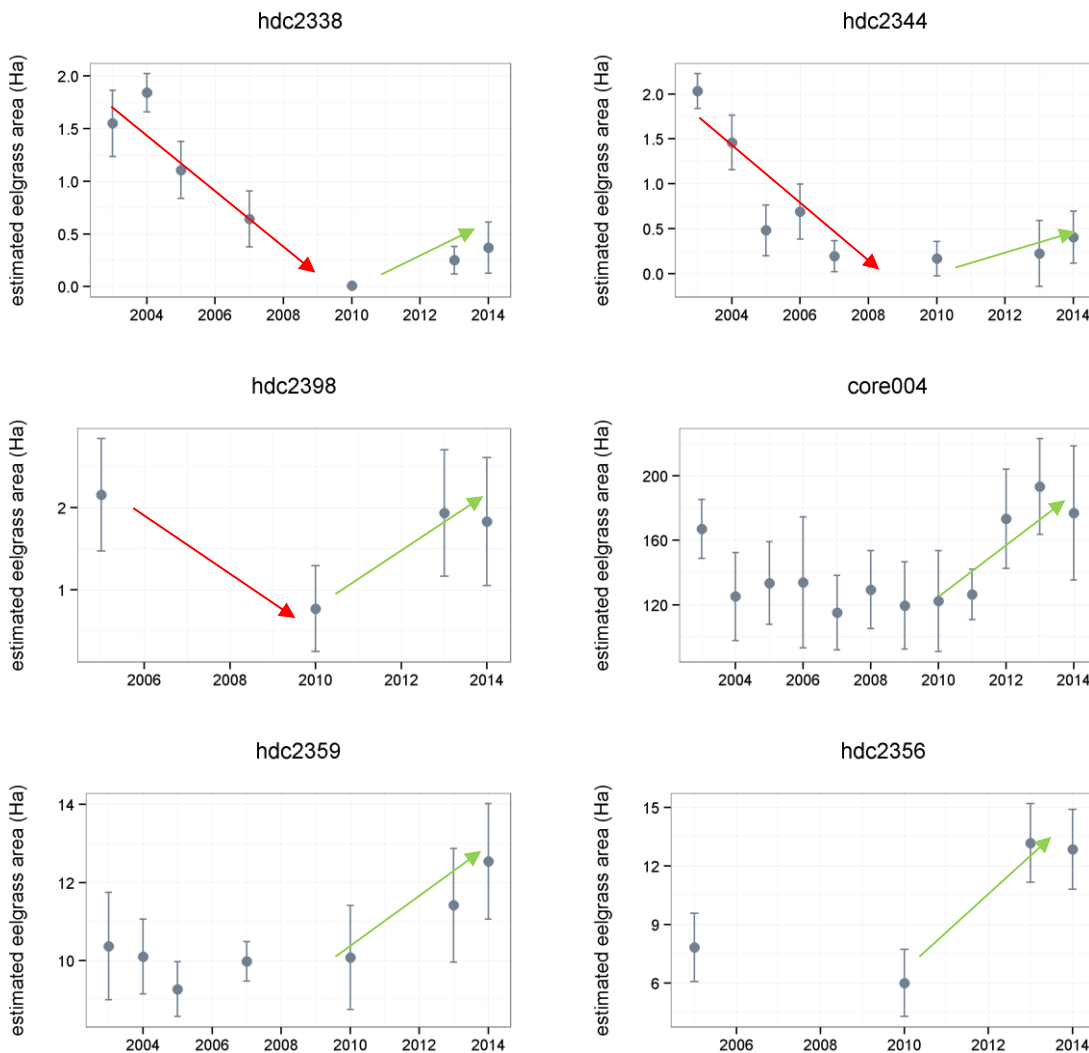 hdc2338
hdc2344
estimated eelgrass area (Ha)
2.0
1.5
1.0
0.5
0.0
2004 2006 2008 2010 2012 2014
estimated eelgrass area (Ha)
2.0
1.5
1.0
0.5
0.0
2004 2006 2008 2010 2012 2014
hdc2398
core004
estimated eelgrass area (Ha)
2
1
2006 2008 2010 2012 2014
estimated eelgrass area (Ha)
200
160
120
2004 2006 2008 2010 2012 2014
hdc2359
hdc2356
estimated eelgrass area (Ha)
14
12
10
2004 2006 2008 2010 2012 2014
estimated eelgrass area (Ha)
15
12
9
6
2006 2008 2010 2012 2014